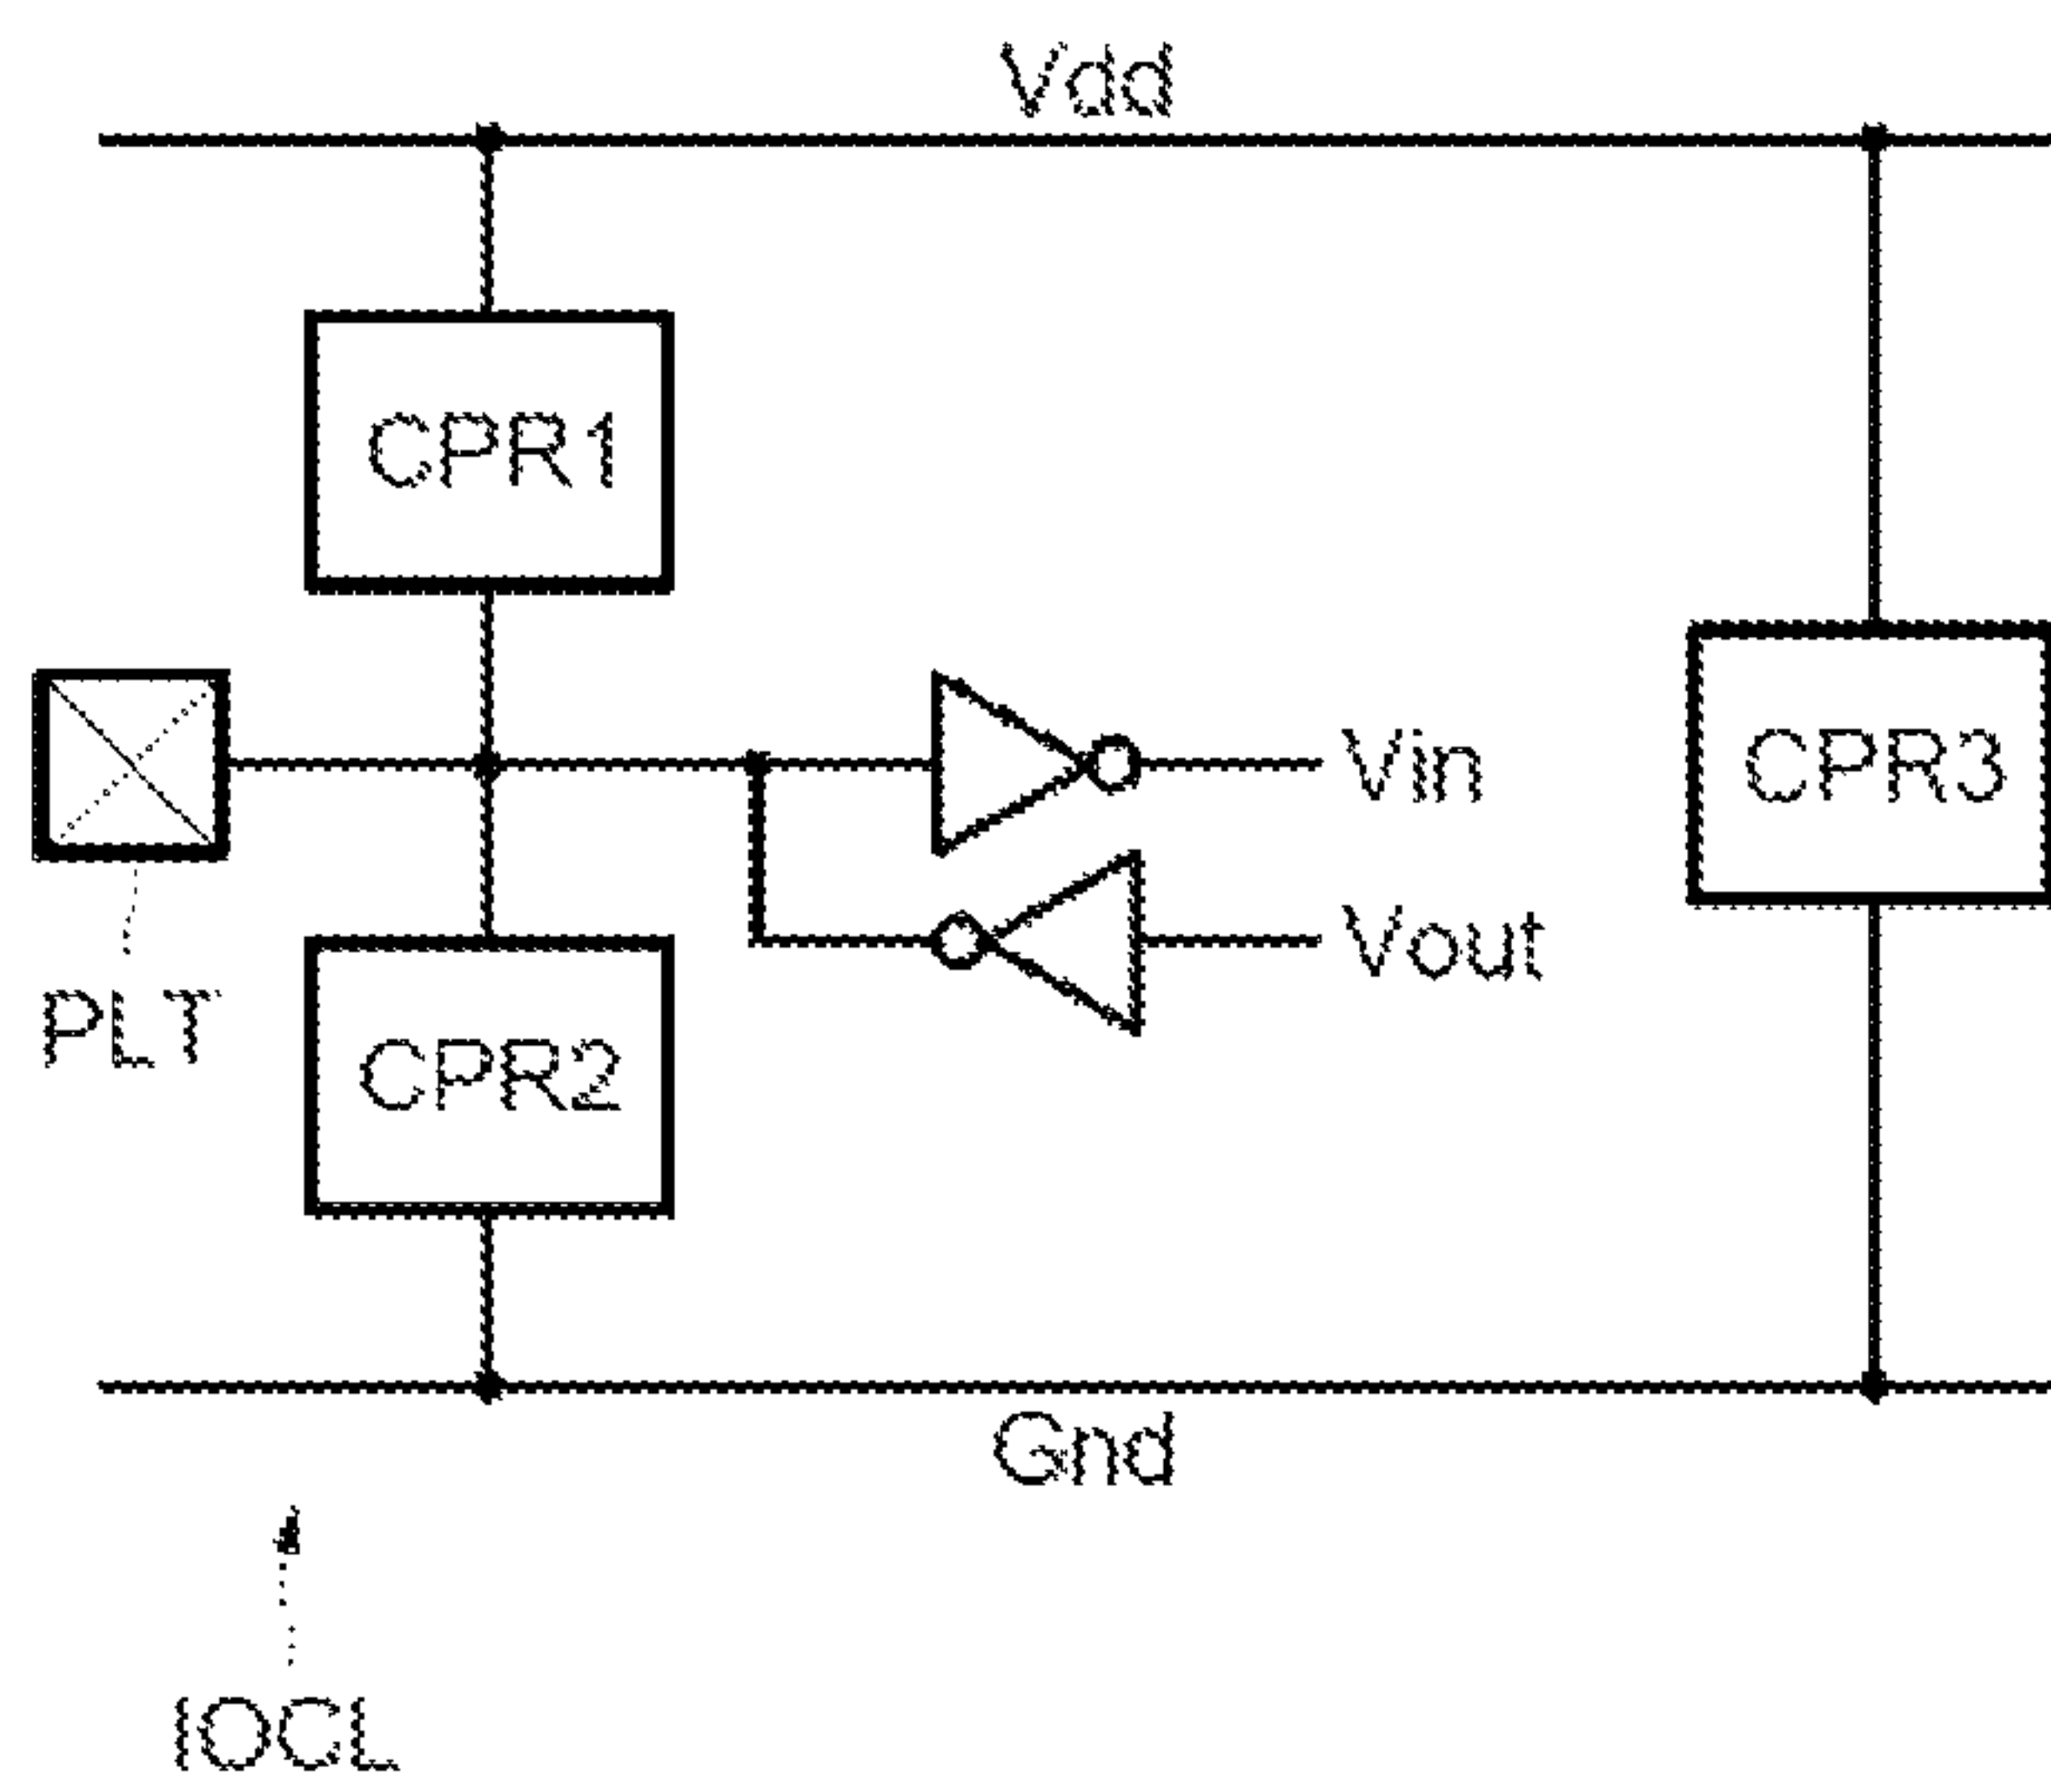 Vdd
CPR1
Vin
CPR3
Vout
PLT
CPR2
Gnd
IOCL